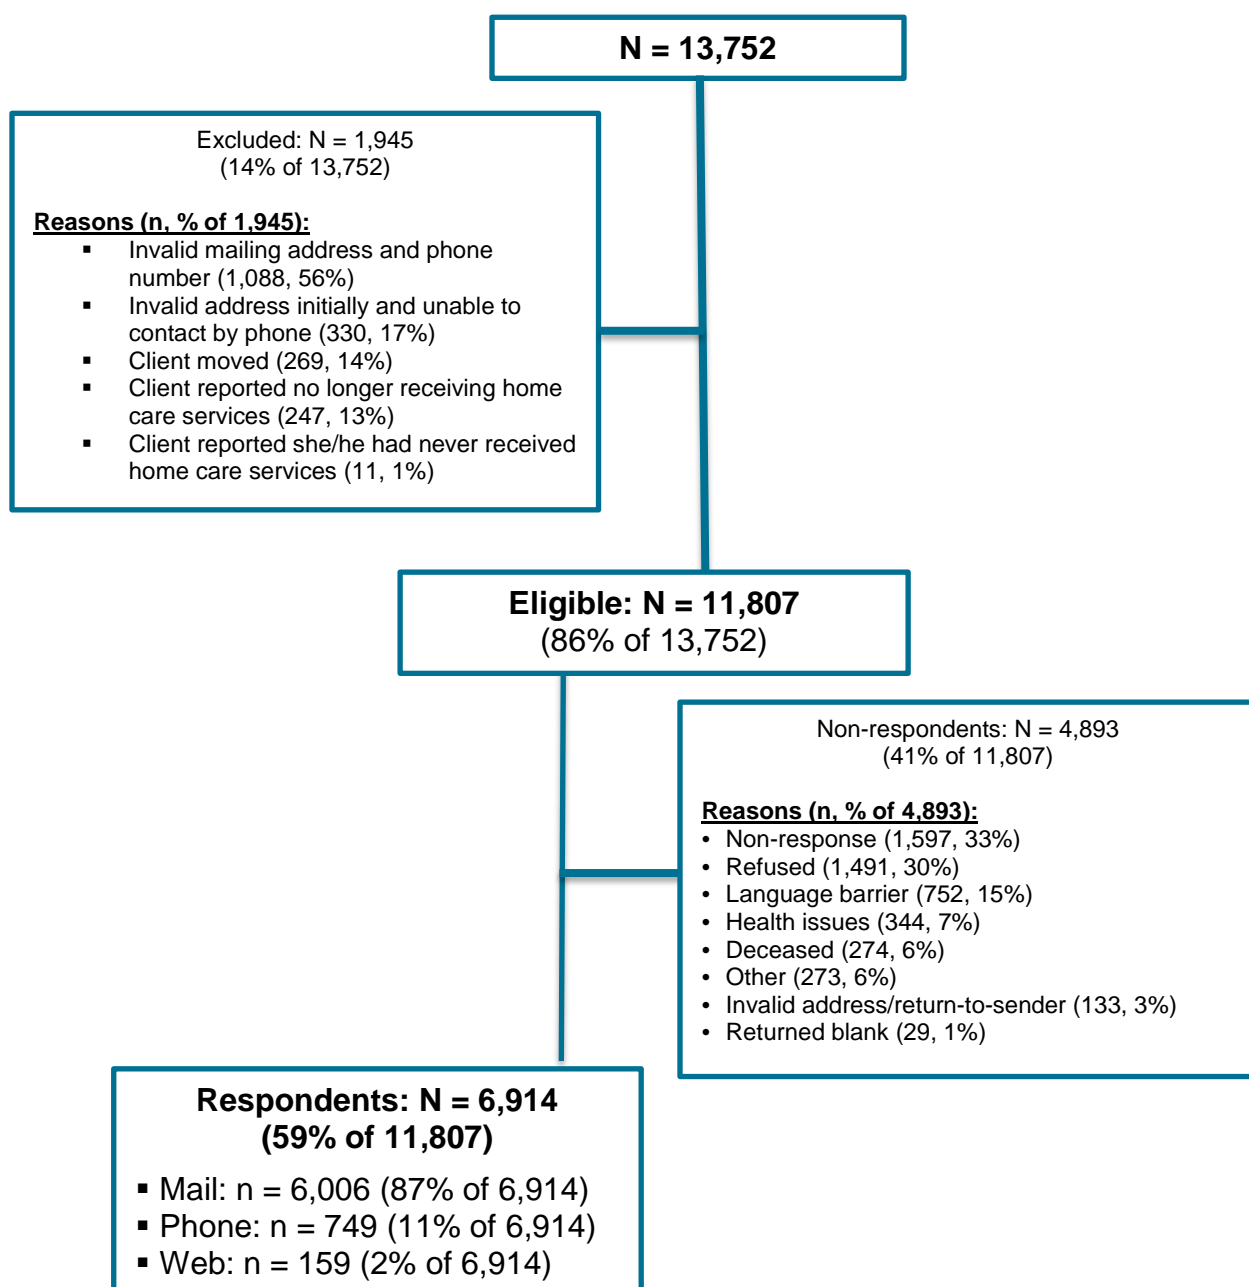 N = 13,752
Excluded: N = 1,945
(14% of 13,752)
Reasons (n, % of 1,945):
▪ Invalid mailing address and phone
number (1,088, 56%)
▪ Invalid address initially and unable to
contact by phone (330, 17%)
▪ Client moved (269, 14%)
▪ Client reported no longer receiving home
care services (247, 13%)
▪ Client reported she/he had never received
home care services (11, 1%)
Eligible: N = 11,807
(86% of 13,752)
Non-respondents: N = 4,893
(41% of 11,807)
Reasons (n, % of 4,893):
• Non-response (1,597, 33%)
• Refused (1,491, 30%)
• Language barrier (752, 15%)
• Health issues (344, 7%)
• Deceased (274, 6%)
• Other (273, 6%)
• Invalid address/return-to-sender (133, 3%)
• Returned blank (29, 1%)
Respondents: N = 6,914
(59% of 11,807)
▪ Mail: n = 6,006 (87% of 6,914)
▪ Phone: n = 749 (11% of 6,914)
▪ Web: n = 159 (2% of 6,914)